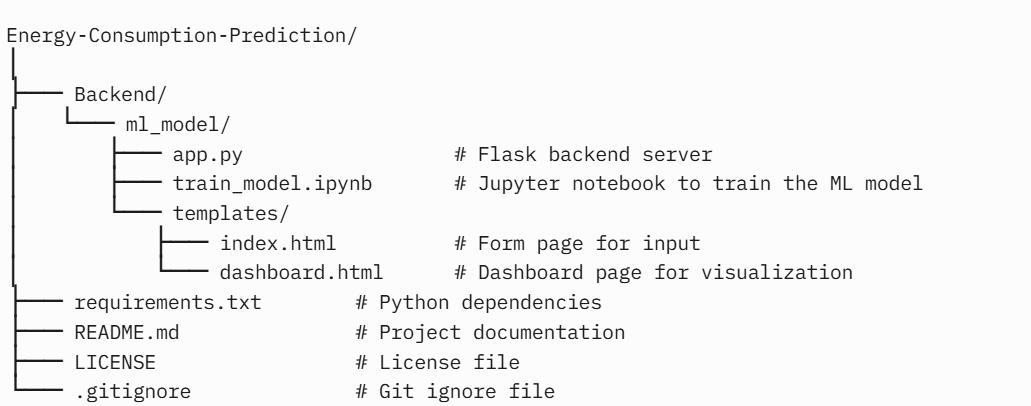 Energy-Consumption-Prediction/
│
├── Backend/
│   └── ml_model/
│       ├── app.py                  # Flask backend server
│       ├── train_model.ipynb       # Jupyter notebook to train the ML model
│       └── templates/
│           ├── index.html          # Form page for input
│           └── dashboard.html      # Dashboard page for visualization
├── requirements.txt        # Python dependencies
├── README.md               # Project documentation
├── LICENSE                 # License file
└── .gitignore              # Git ignore file